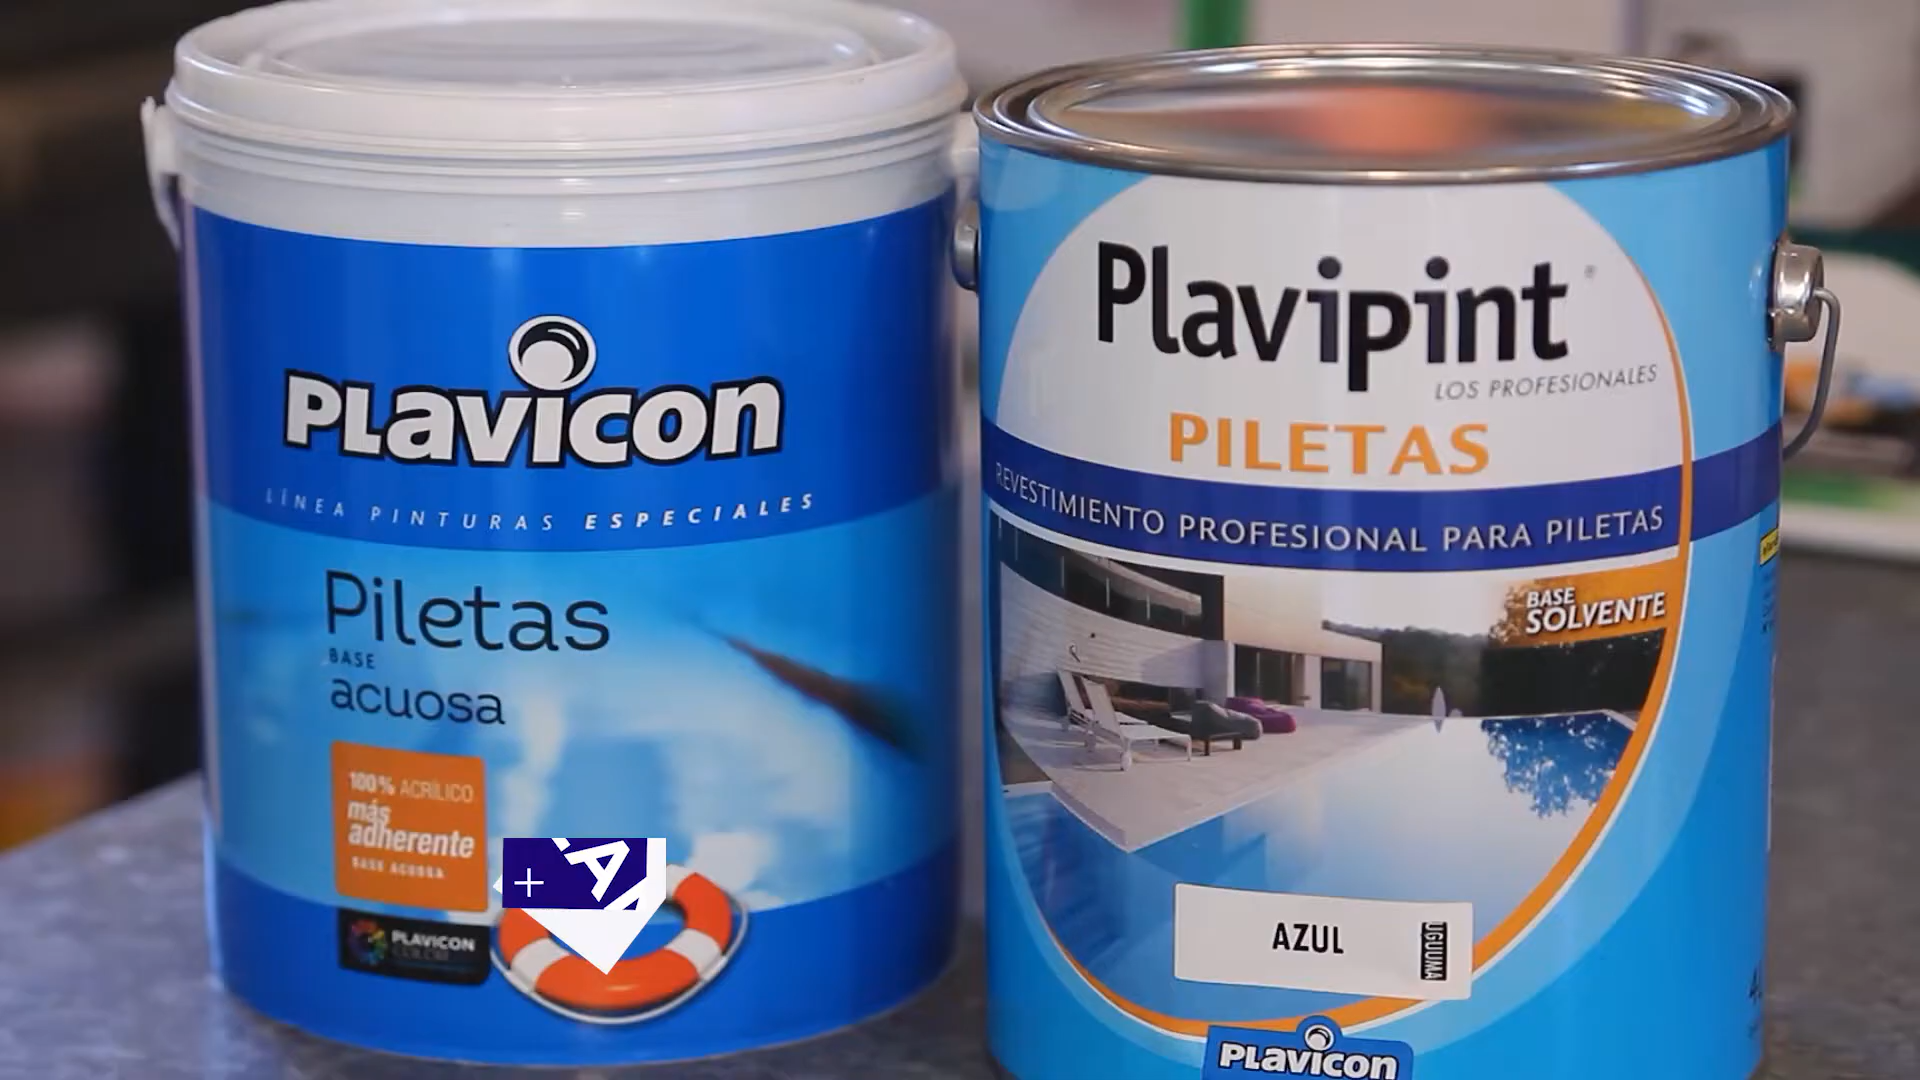 PLAVICON
LÍNEA PINTURAS ESPECIALES
Piletas
BASE
acuosa
100% ACRÍLICO
más
adherente
BASE ACUOSA
PLAVICON
COLOR
A
Plavipint
LOS PROFESIONALES
PILETAS
REVESTIMIENTO PROFESIONAL PARA PILETAS
BASE
SOLVENTE
AZUL
PLAVICON